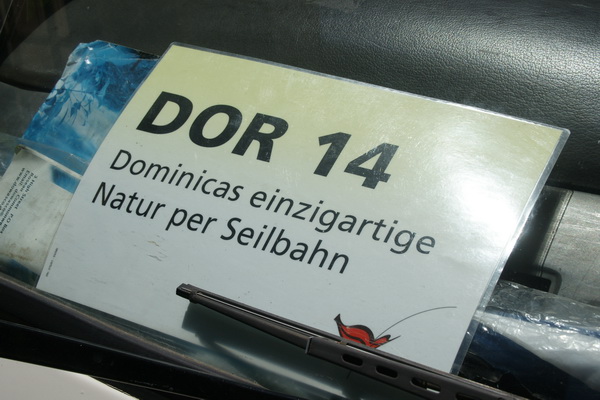 DOR 14
Dominicas einzigartige
Natur per Seilbahn